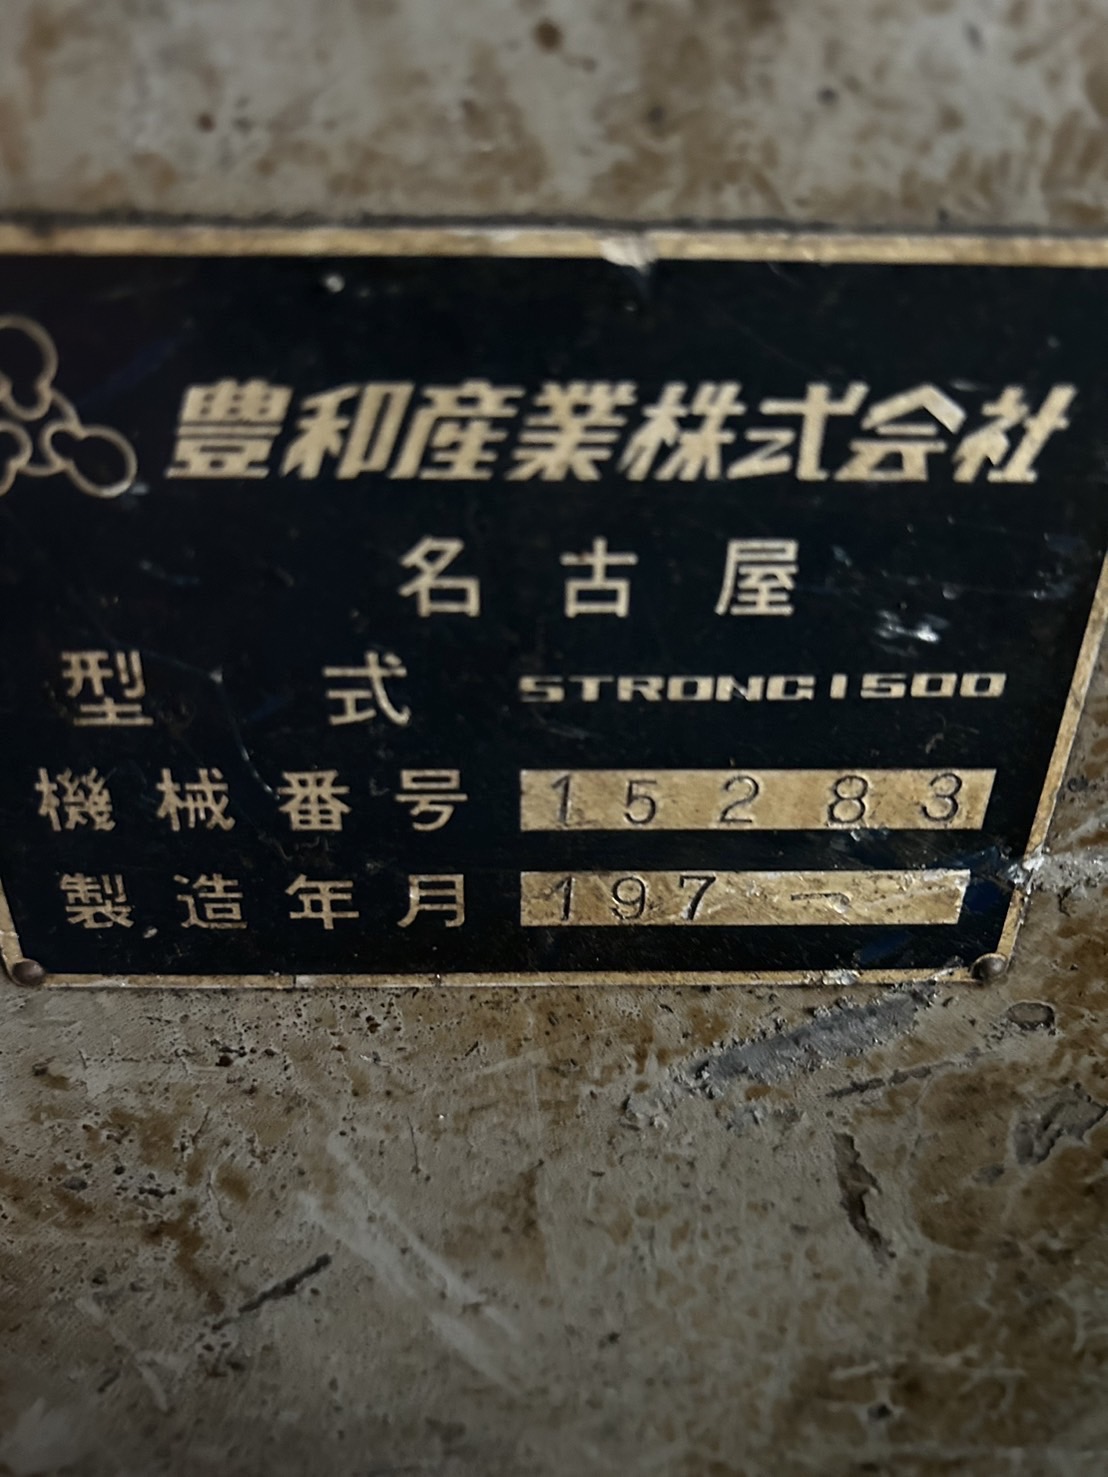 豊和産業株式会社
名古屋
型式 STRONG1500
機械番号 15283
製造年月 197